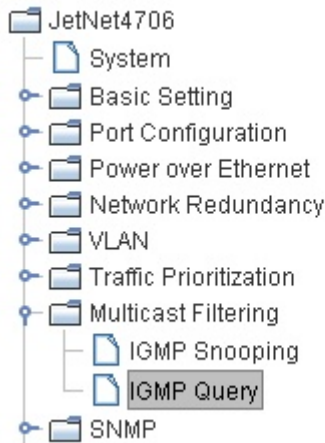 JetNet4706
System
Basic Setting
Port Configuration
Power over Ethernet
Network Redundancy
VLAN
Traffic Prioritization
Multicast Filtering
IGMP Snooping
IGMP Query
SNMP